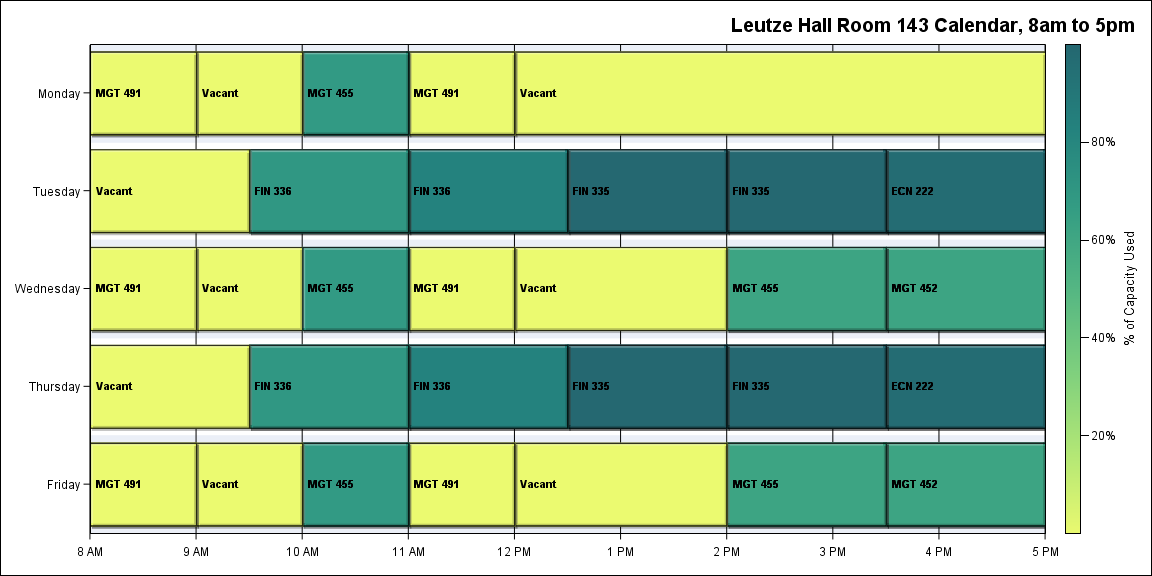 Leutze Hall Room 143 Calendar, 8am to 5pm
Monday
MGT 491
Vacant
MGT 455
MGT 491
Vacant
Tuesday
Vacant
FIN 336
FIN 336
FIN 335
FIN 335
ECN 222
Wednesday
MGT 491
Vacant
MGT 455
MGT 491
Vacant
MGT 455
MGT 452
Thursday
Vacant
FIN 336
FIN 336
FIN 335
FIN 335
ECN 222
Friday
MGT 491
Vacant
MGT 455
MGT 491
Vacant
MGT 455
MGT 452
8 AM
9 AM
10 AM
11 AM
12 PM
1 PM
2 PM
3 PM
4 PM
5 PM
80%
60%
40%
20%
% of Capacity Used